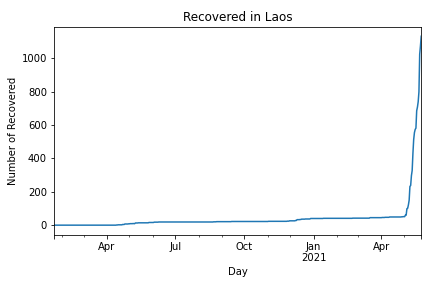 Recovered in Laos
Number of Recovered
1000
800
600
400
200
0
Apr
Jul
Oct
Jan
2021
Apr
Day